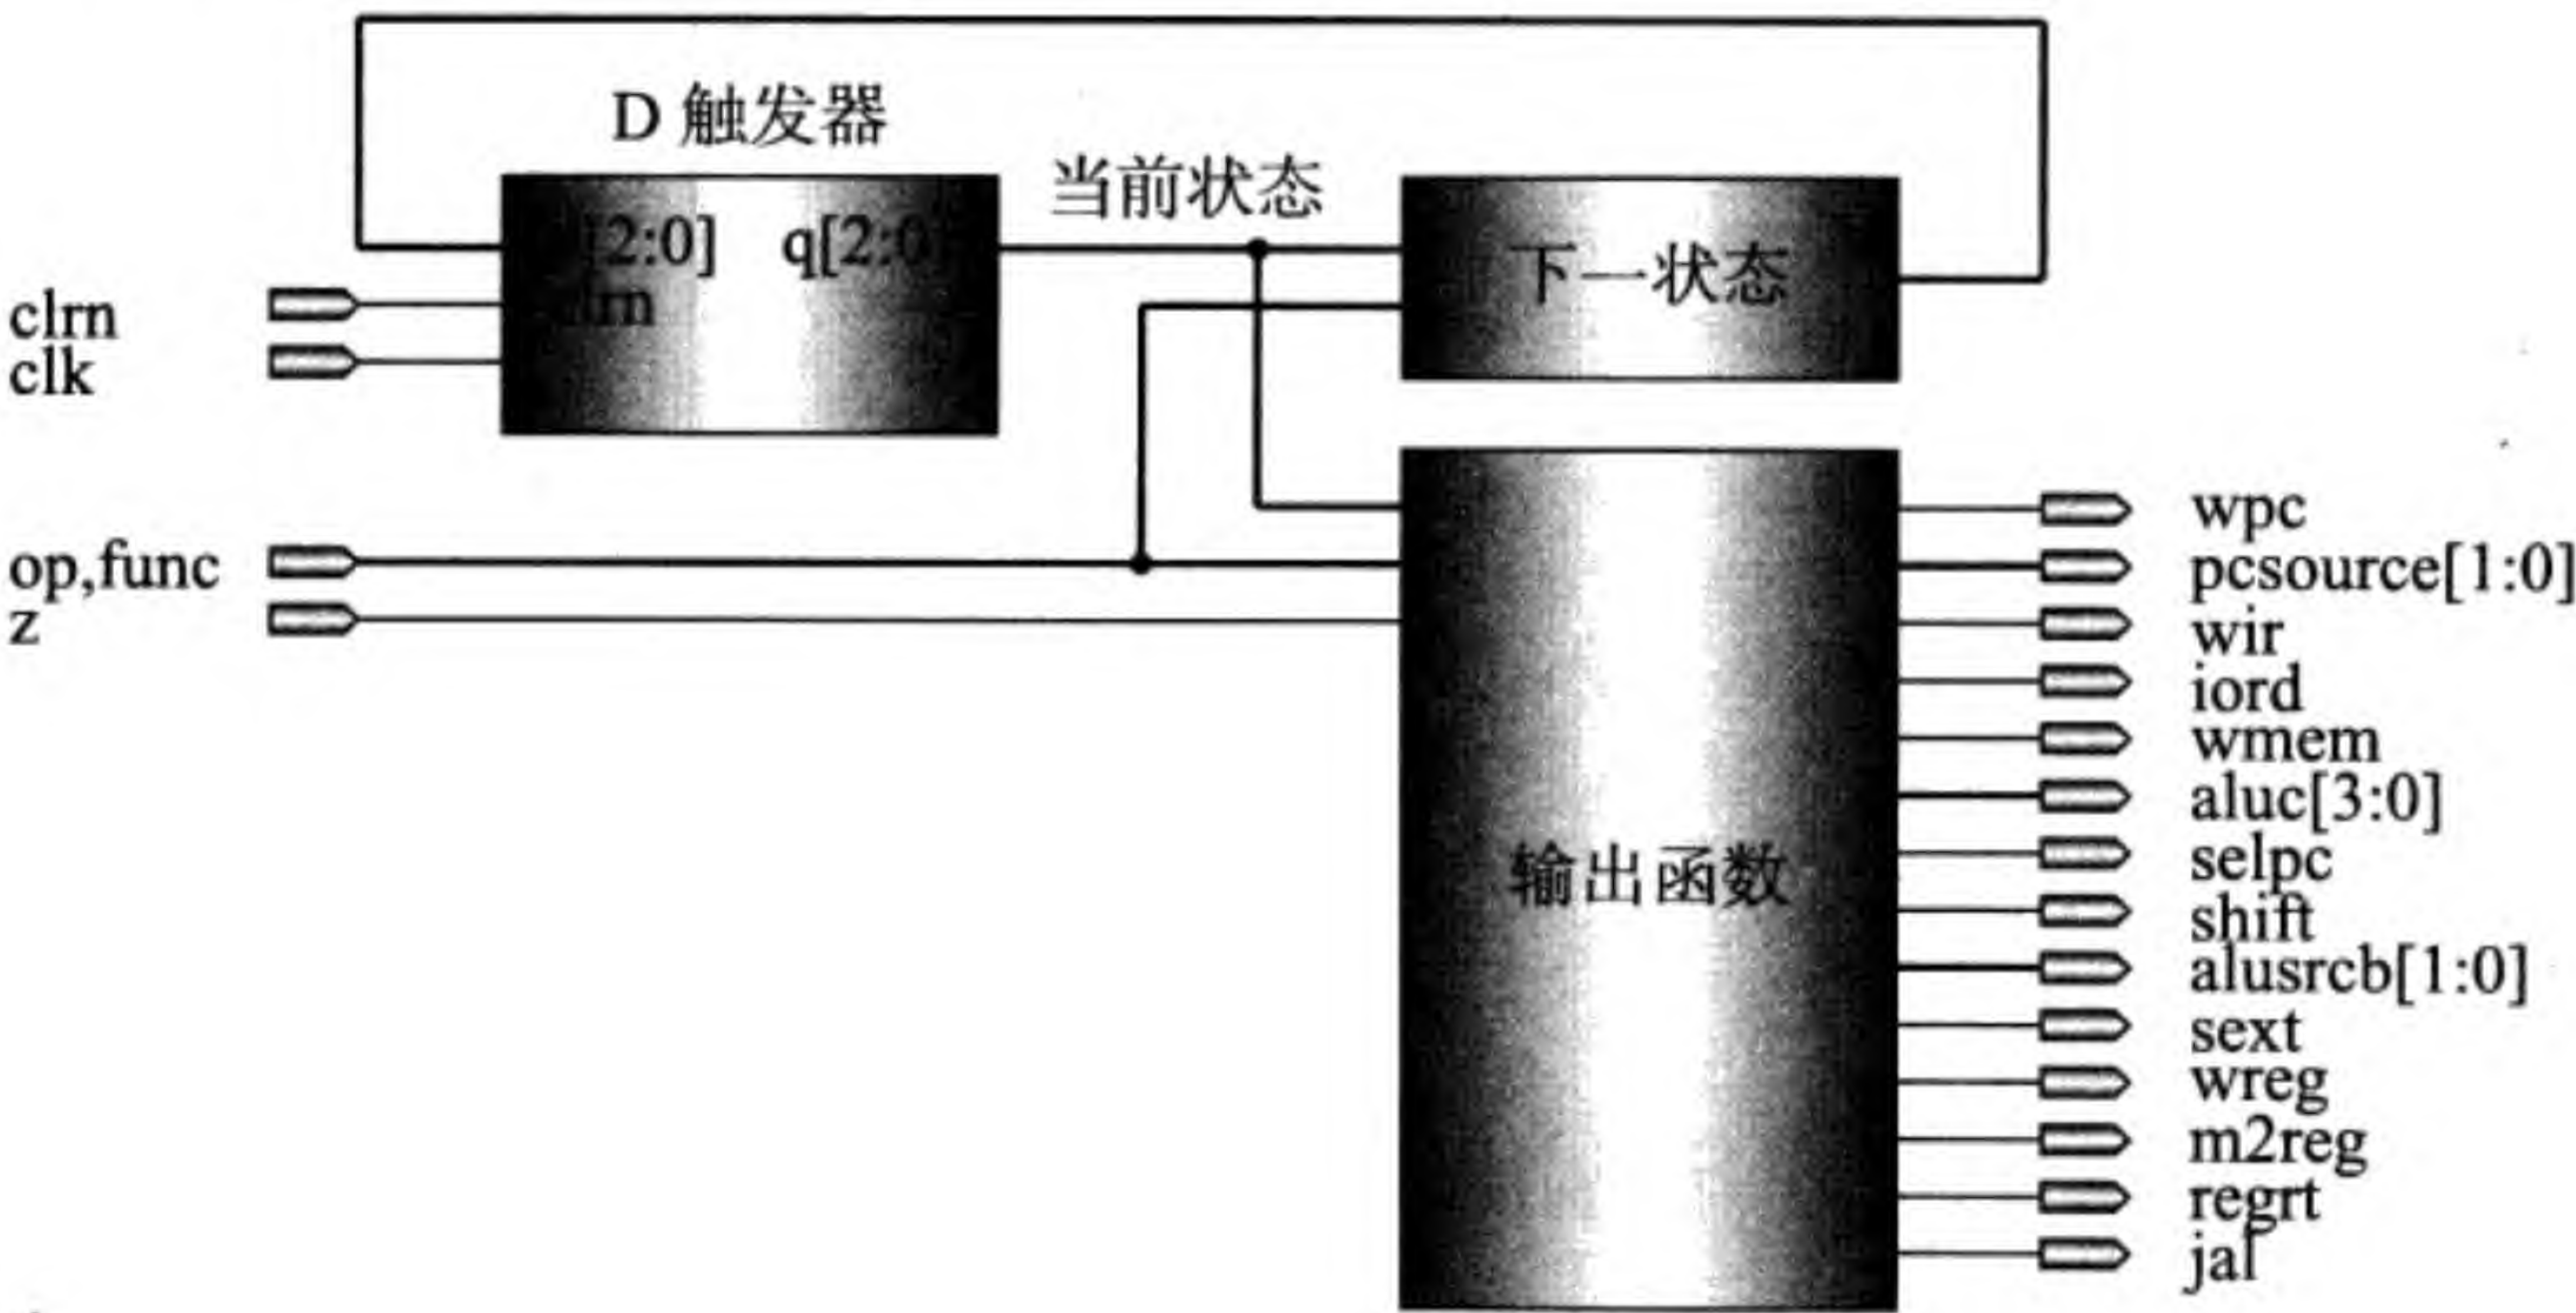 D 触发器
当前状态
[2:0]
q[2:0
clrn
下一状态
clrn
clk
op,func
z
输出函数
wpc
pcsource[1:0]
wir
iord
wmem
aluc[3:0]
selpc
shift
alusrcb[1:0]
sext
wreg
m2reg
regrt
jal